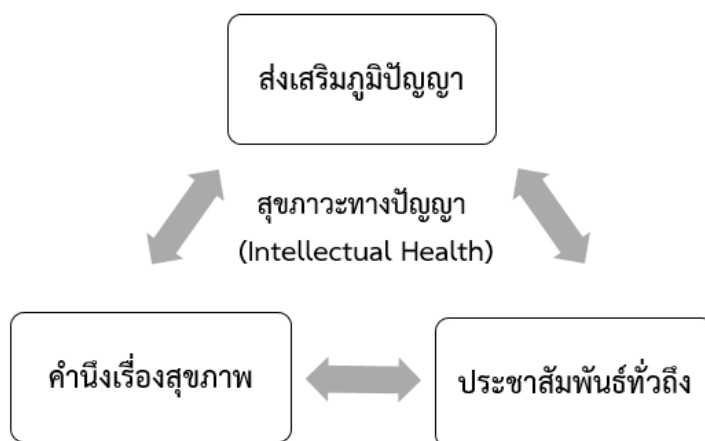 ส่งเสริมภูมิปัญญา
สุขภาวะทางปัญญา
(Intellectual Health)
คำนึงเรื่องสุขภาพ
ประชาสัมพันธ์ทั่วถึง